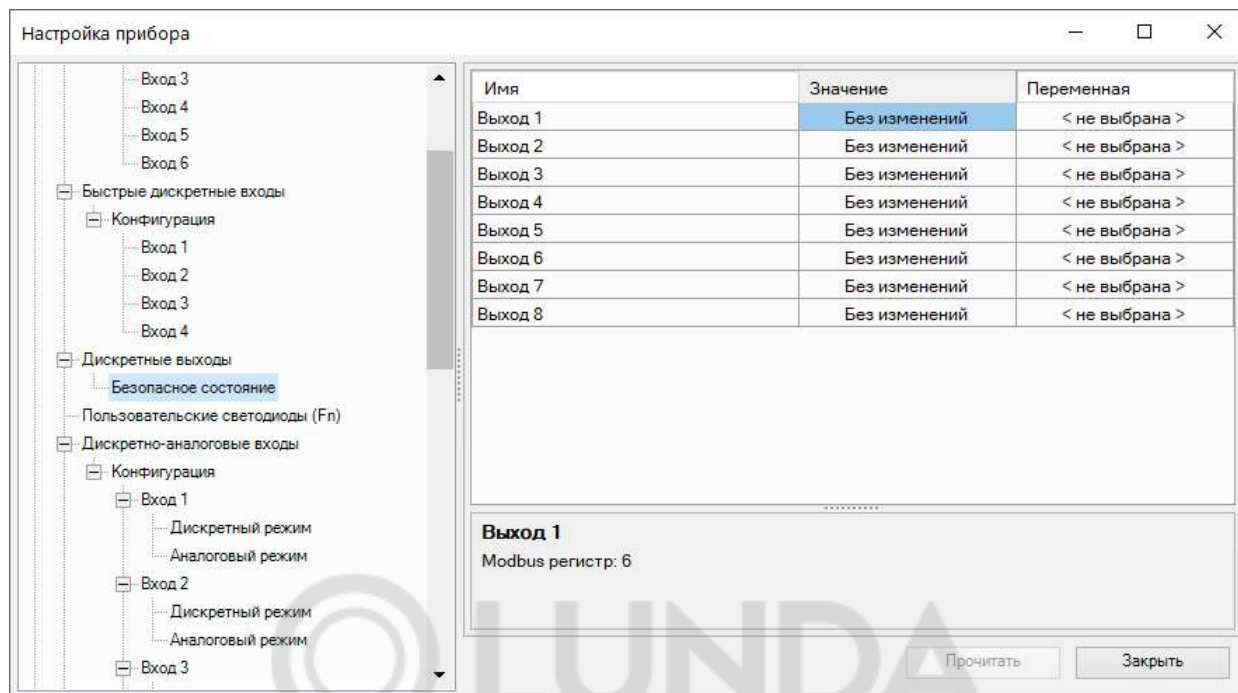 Настройка прибора
Вход 3
Вход 4
Вход 5
Вход 6
Быстрые дискретные входы
Конфигурация
Вход 1
Вход 2
Вход 3
Вход 4
Дискретные выходы
Безопасное состояние
Пользовательские светодиоды (Fn)
Дискретно-аналоговые входы
Конфигурация
Вход 1
Дискретный режим
Аналоговый режим
Вход 2
Дискретный режим
Аналоговый режим
Вход 3
Имя Значение Переменная
Выход 1 Без изменений < не выбрана >
Выход 2 Без изменений < не выбрана >
Выход 3 Без изменений < не выбрана >
Выход 4 Без изменений < не выбрана >
Выход 5 Без изменений < не выбрана >
Выход 6 Без изменений < не выбрана >
Выход 7 Без изменений < не выбрана >
Выход 8 Без изменений < не выбрана >
Выход 1
Modbus регистр: 6
LUNDA
Прочитать Закрыть